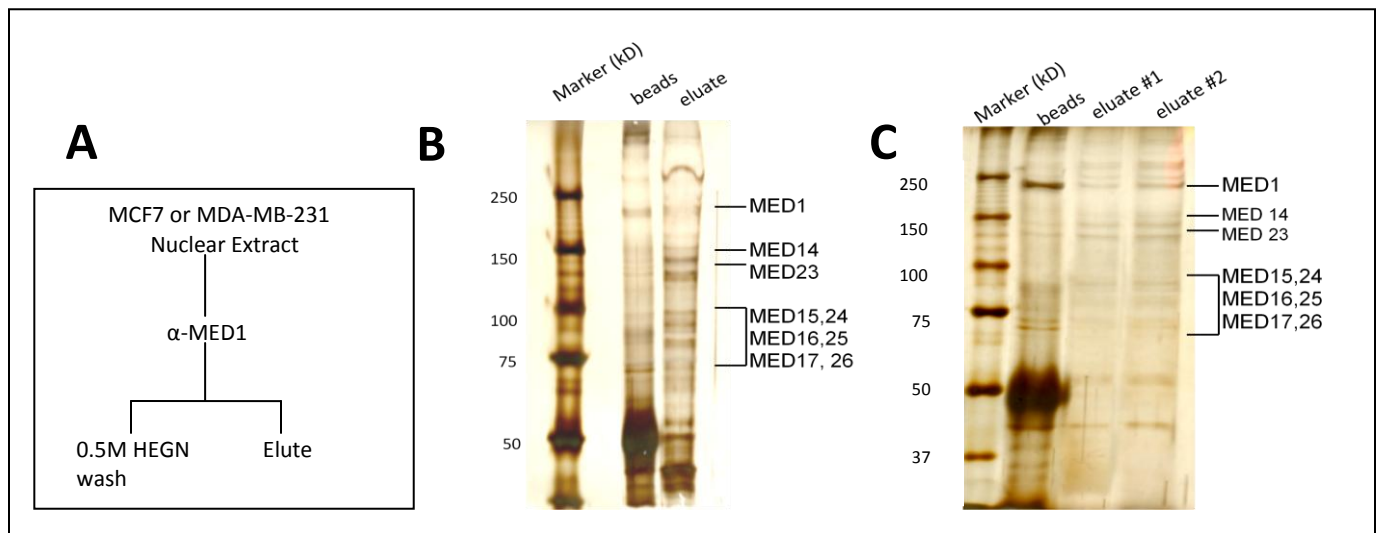 A
MCF7 or MDA-MB-231
Nuclear Extract
α-MED1
0.5M HEGN
wash
Elute
B
Marker (kD)
beads
eluate
250
150
100
75
50
MED1
MED14
MED23
MED15,24
MED16,25
MED17, 26
C
Marker (kD)
beads
eluate #1
eluate #2
250
150
100
75
50
37
MED1
MED 14
MED 23
MED15,24
MED16,25
MED17,26